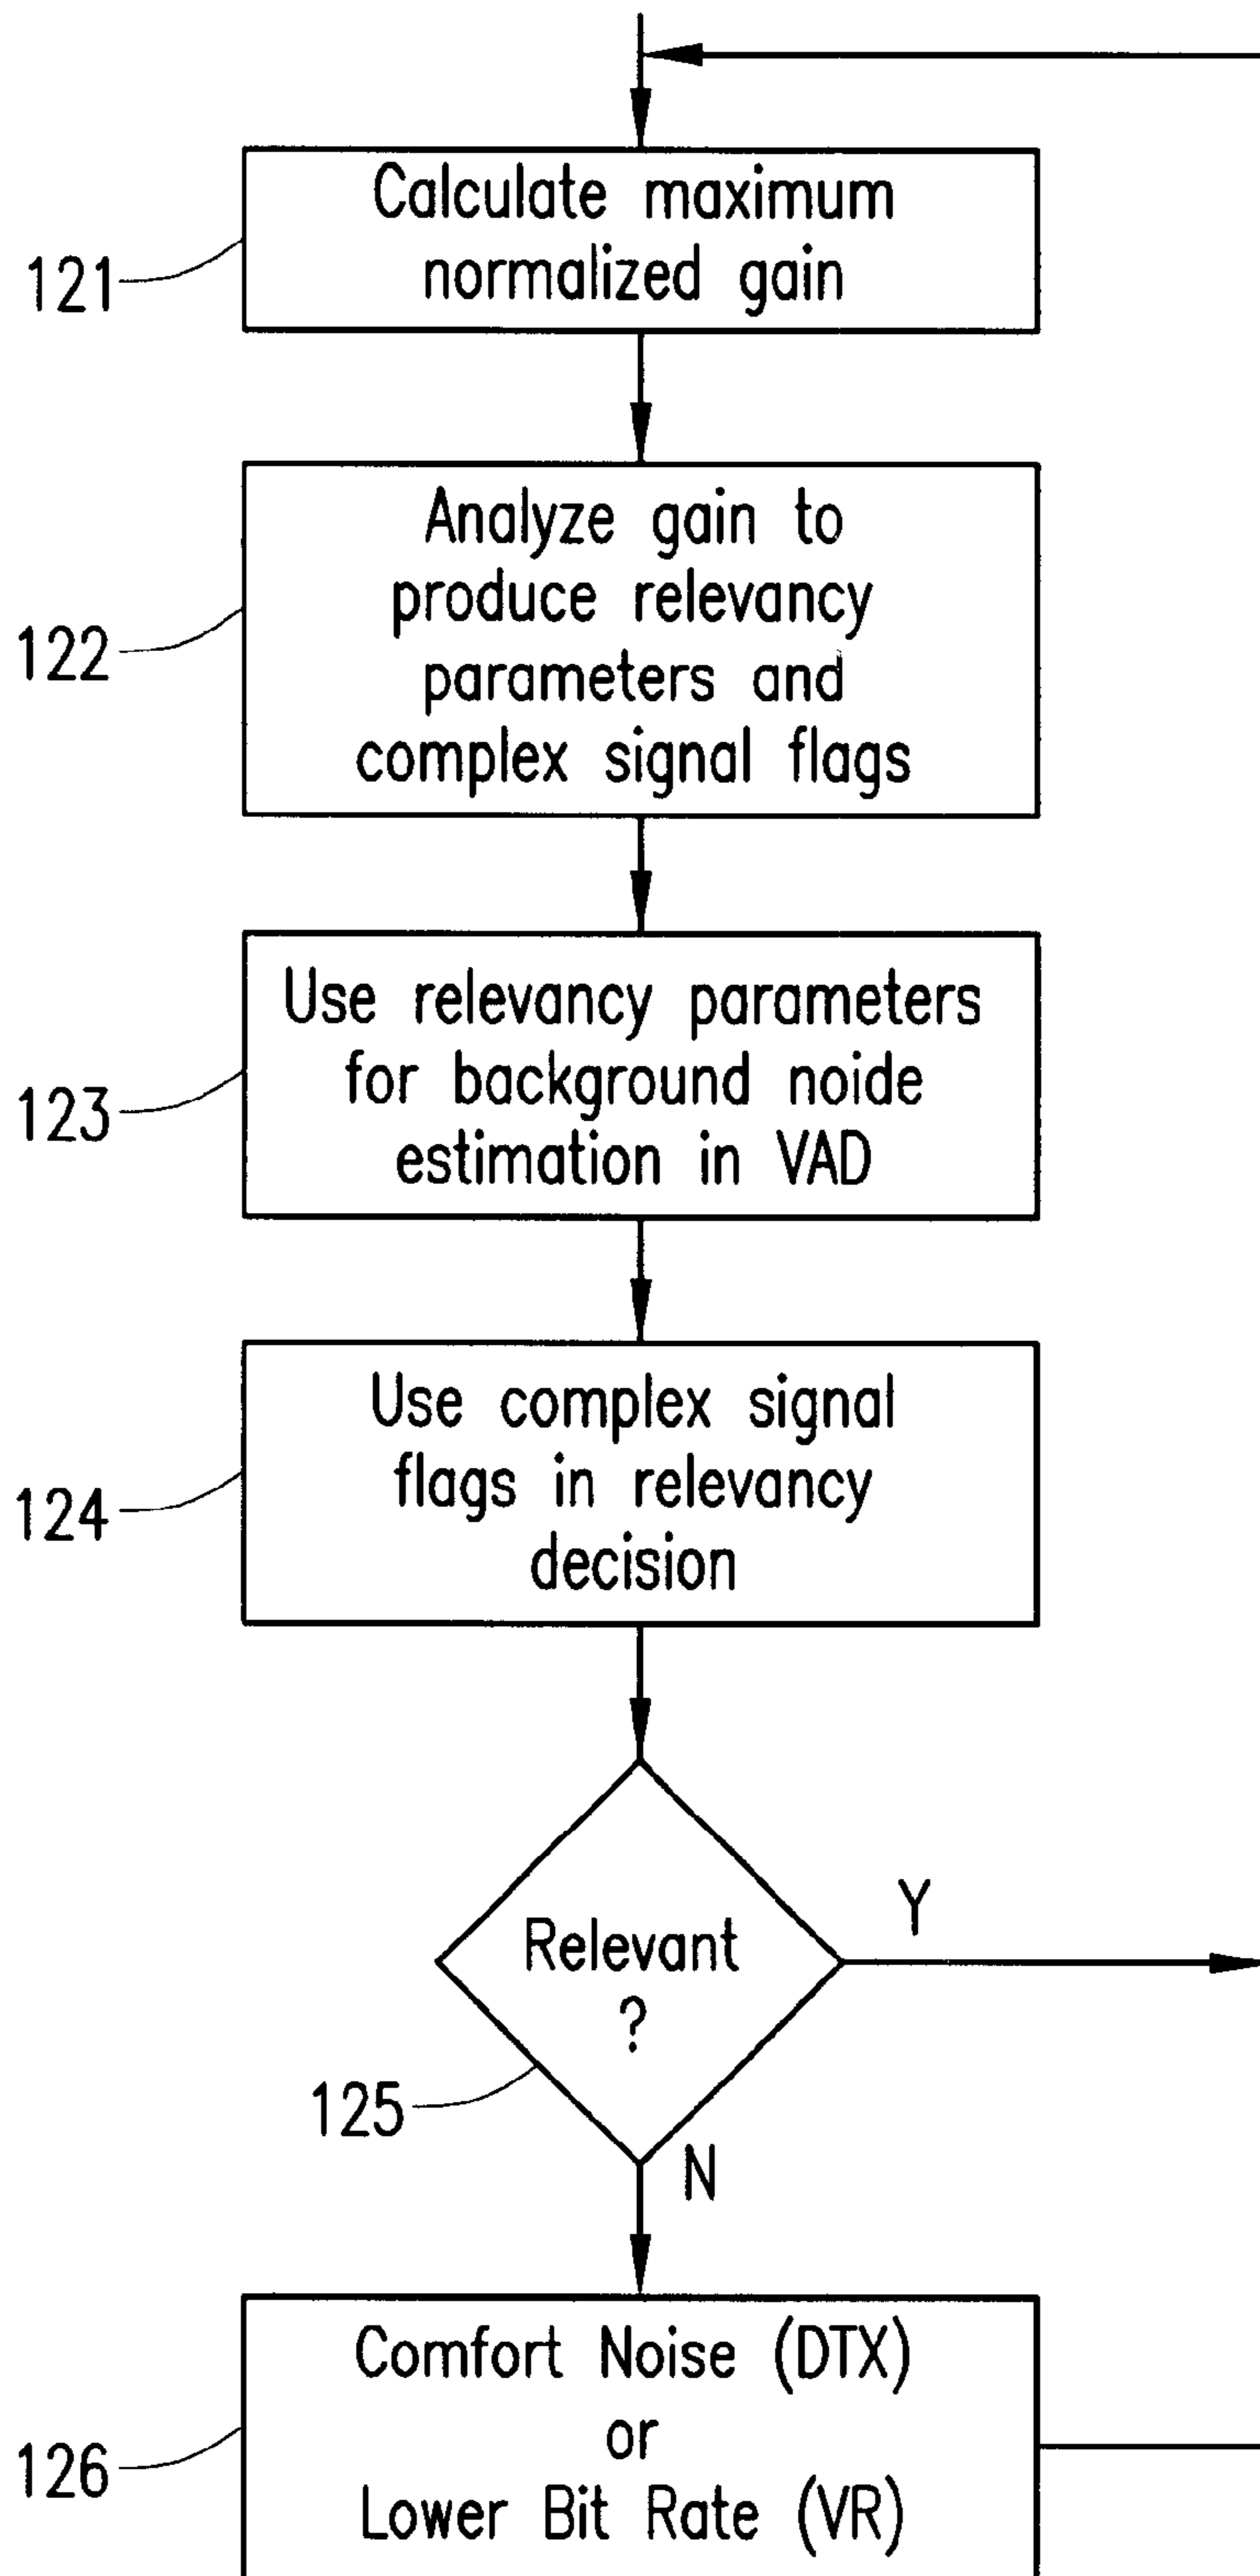 Calculate maximum
normalized gain
121
Analyze gain to
produce relevancy
parameters and
complex signal flags
122
Use relevancy parameters
for background noide
estimation in VAD
123
Use complex signal
flags in relevancy
decision
124
Relevant
?
Y
125
N
Comfort Noise (DTX)
or
Lower Bit Rate (VR)
126